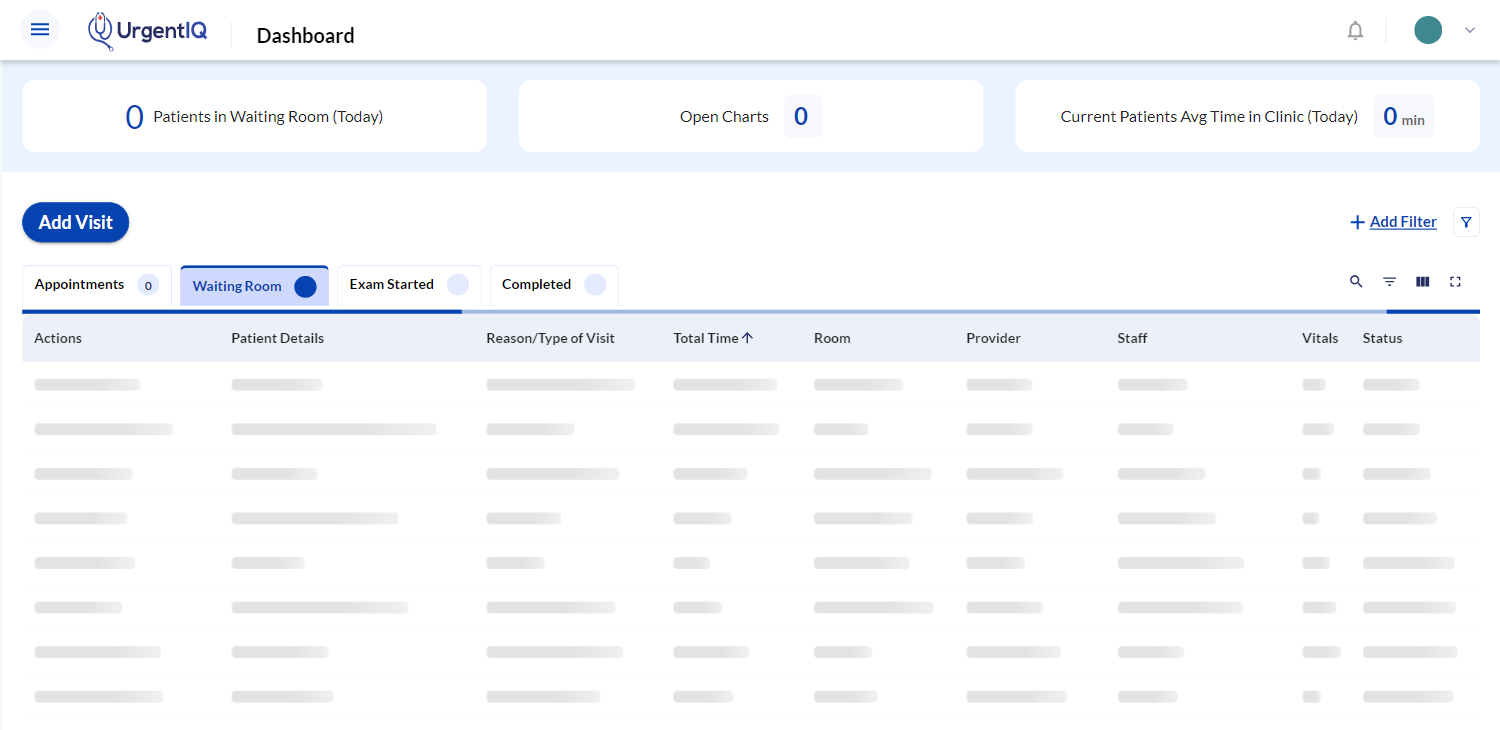 UrgentIQ
Dashboard
0 Patients in Waiting Room (Today)
Open Charts 0
Current Patients Avg Time in Clinic (Today) 0 min
Add Visit
Add Filter
Appointments 0 Waiting Room Exam Started Completed
Actions Patient Details Reason/Type of Visit Total Time Room Provider Staff Vitals Status